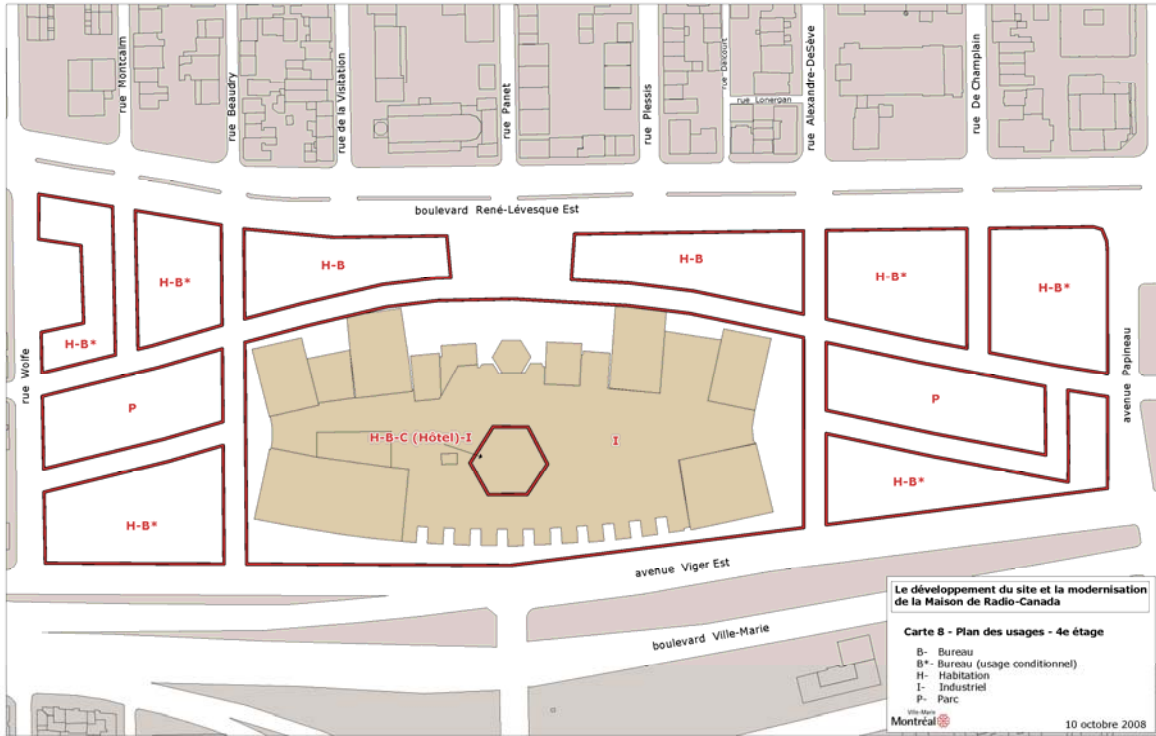 rue Montcalm
rue Beaudry
rue de la Visitation
rue Panet
rue Plessis
rue Dalcourt
rue Lonergan
rue Alexandre-DeSève
rue De Champlain
boulevard René-Lévesque Est
H-B*
H-B*
H-B
H-B
H-B*
H-B*
rue Wolfe
avenue Papineau
P
P
H-B-C (Hôtel)-I
I
H-B*
H-B*
avenue Viger Est
boulevard Ville-Marie
Le développement du site et la modernisation
de la Maison de Radio-Canada
Carte 8 - Plan des usages - 4e étage
B- Bureau
B*- Bureau (usage conditionnel)
H- Habitation
I- Industriel
P- Parc
Ville-Marie
Montréal
10 octobre 2008